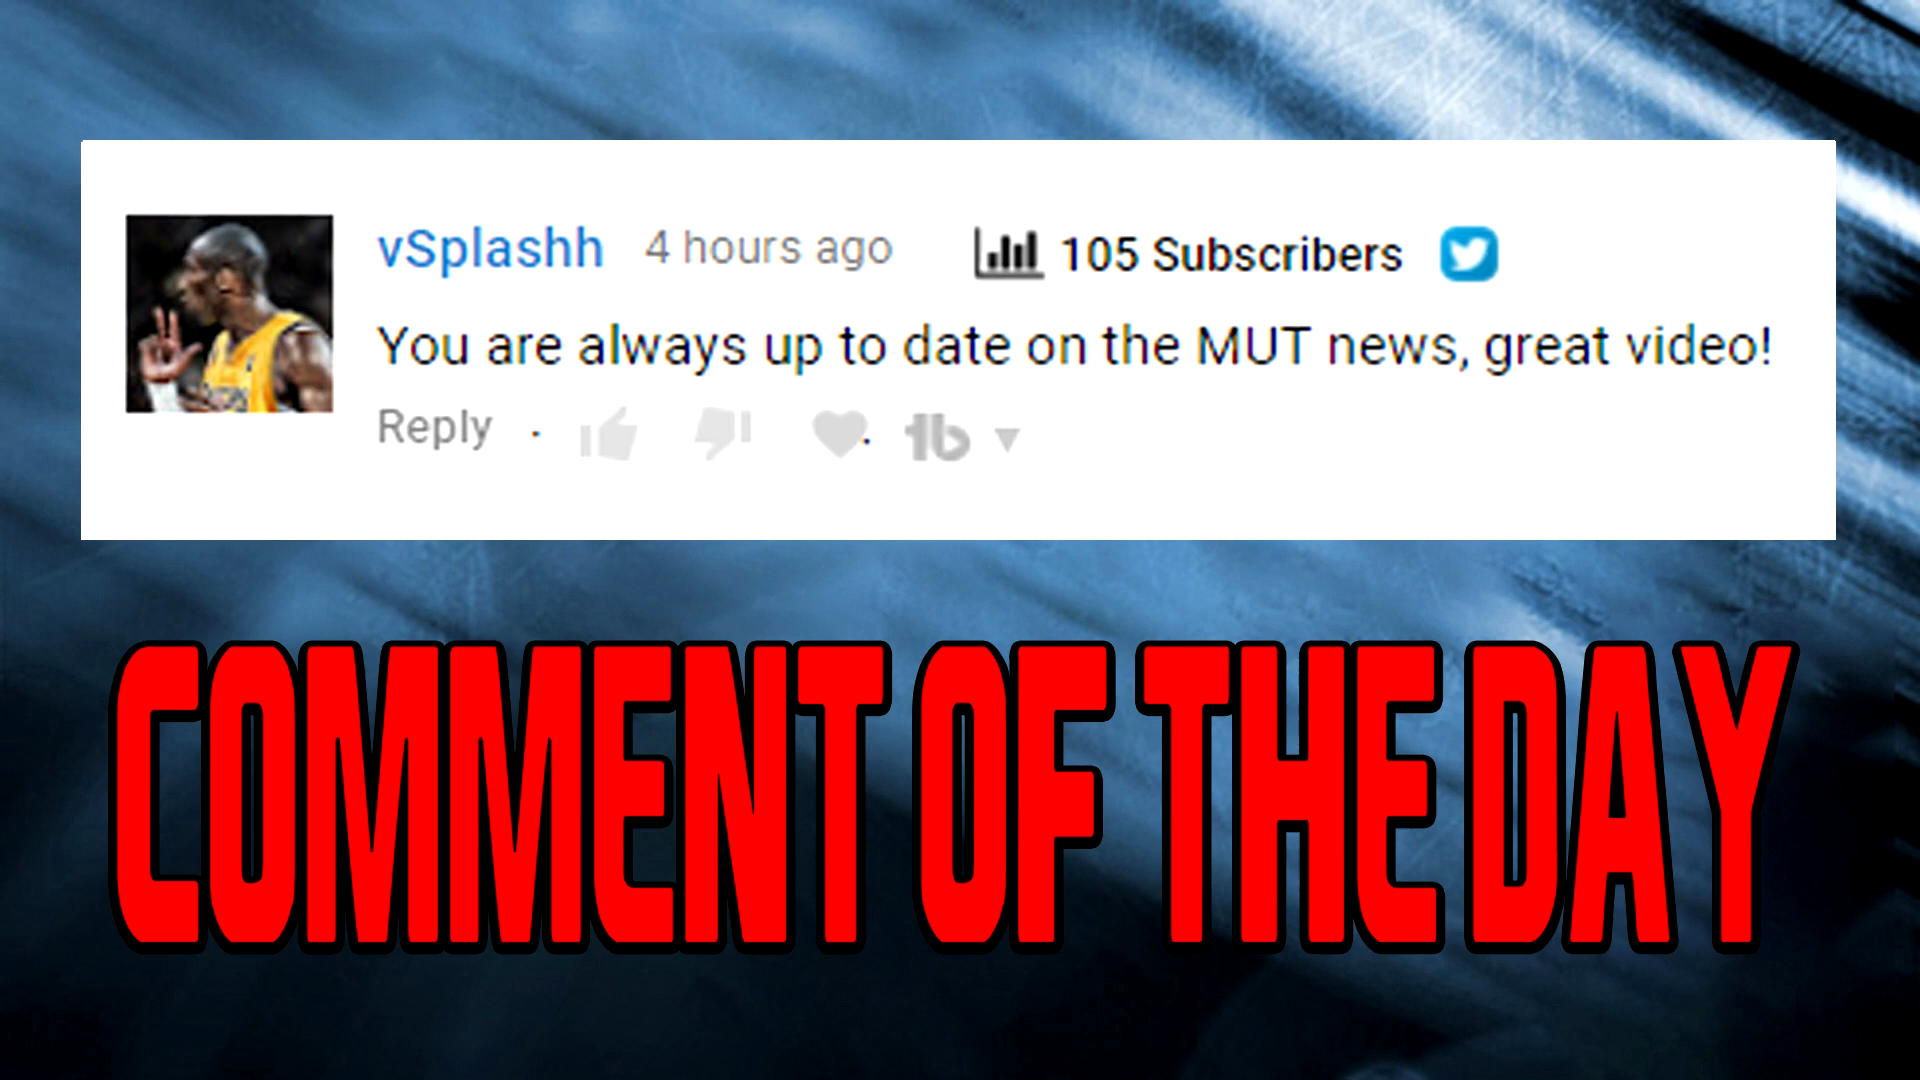 vSplashh 4 hours ago 105 Subscribers
You are always up to date on the MUT news, great video!
Reply · tb
COMMENT OF THE DAY